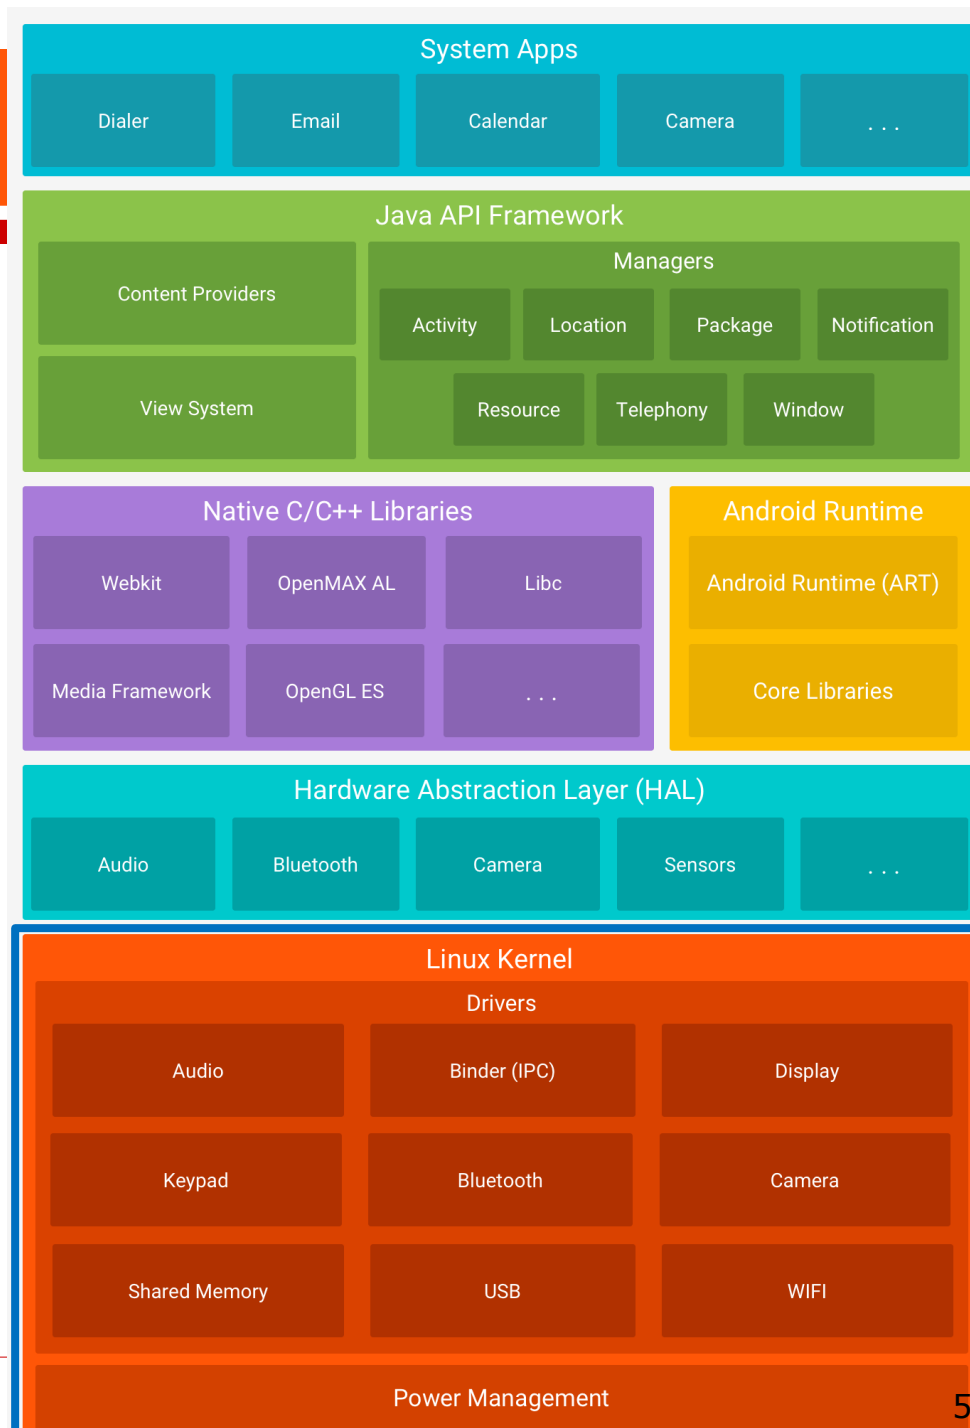 System Apps
Dialer Email Calendar Camera . . .
Java API Framework
Content Providers
View System
Managers
Activity Location Package Notification
Resource Telephony Window
Native C/C++ Libraries
Webkit OpenMAX AL Libc
Media Framework OpenGL ES . . .
Android Runtime
Android Runtime (ART)
Core Libraries
Hardware Abstraction Layer (HAL)
Audio Bluetooth Camera Sensors . . .
Linux Kernel
Drivers
Audio Binder (IPC) Display
Keypad Bluetooth Camera
Shared Memory USB WIFI
Power Management
5